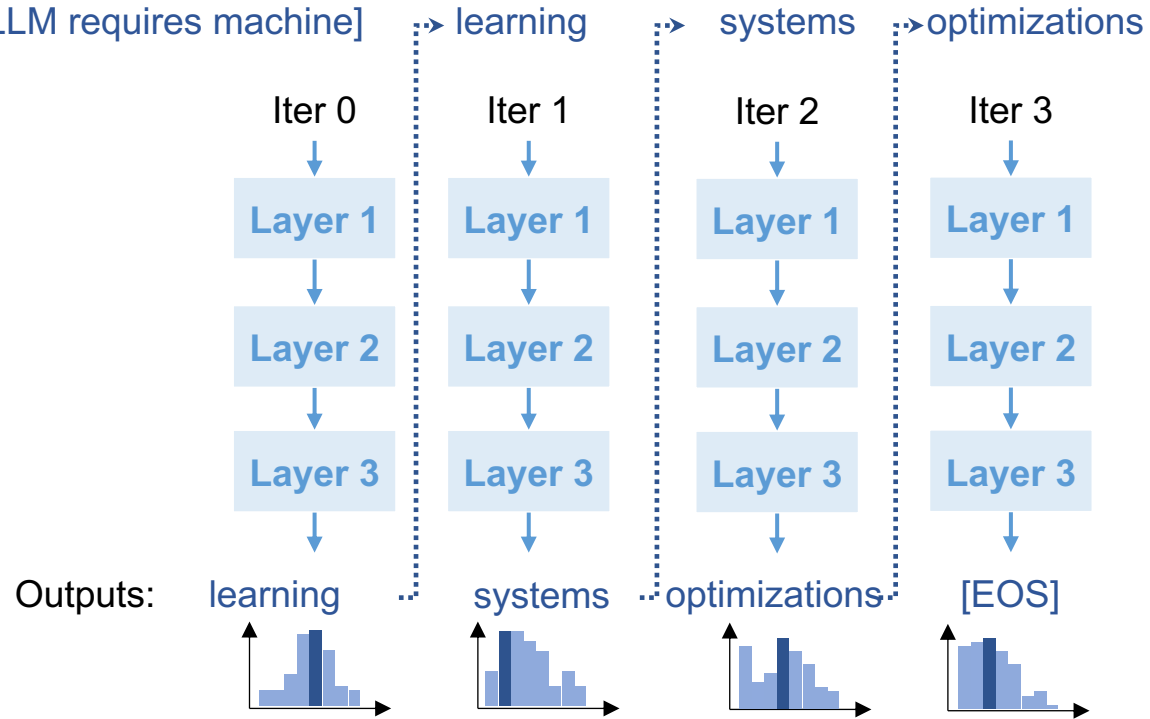 LLM requires machine] learning systems optimizations
Iter 0 Iter 1 Iter 2 Iter 3
Layer 1 Layer 1 Layer 1 Layer 1
Layer 2 Layer 2 Layer 2 Layer 2
Layer 3 Layer 3 Layer 3 Layer 3
Outputs: learning systems optimizations [EOS]